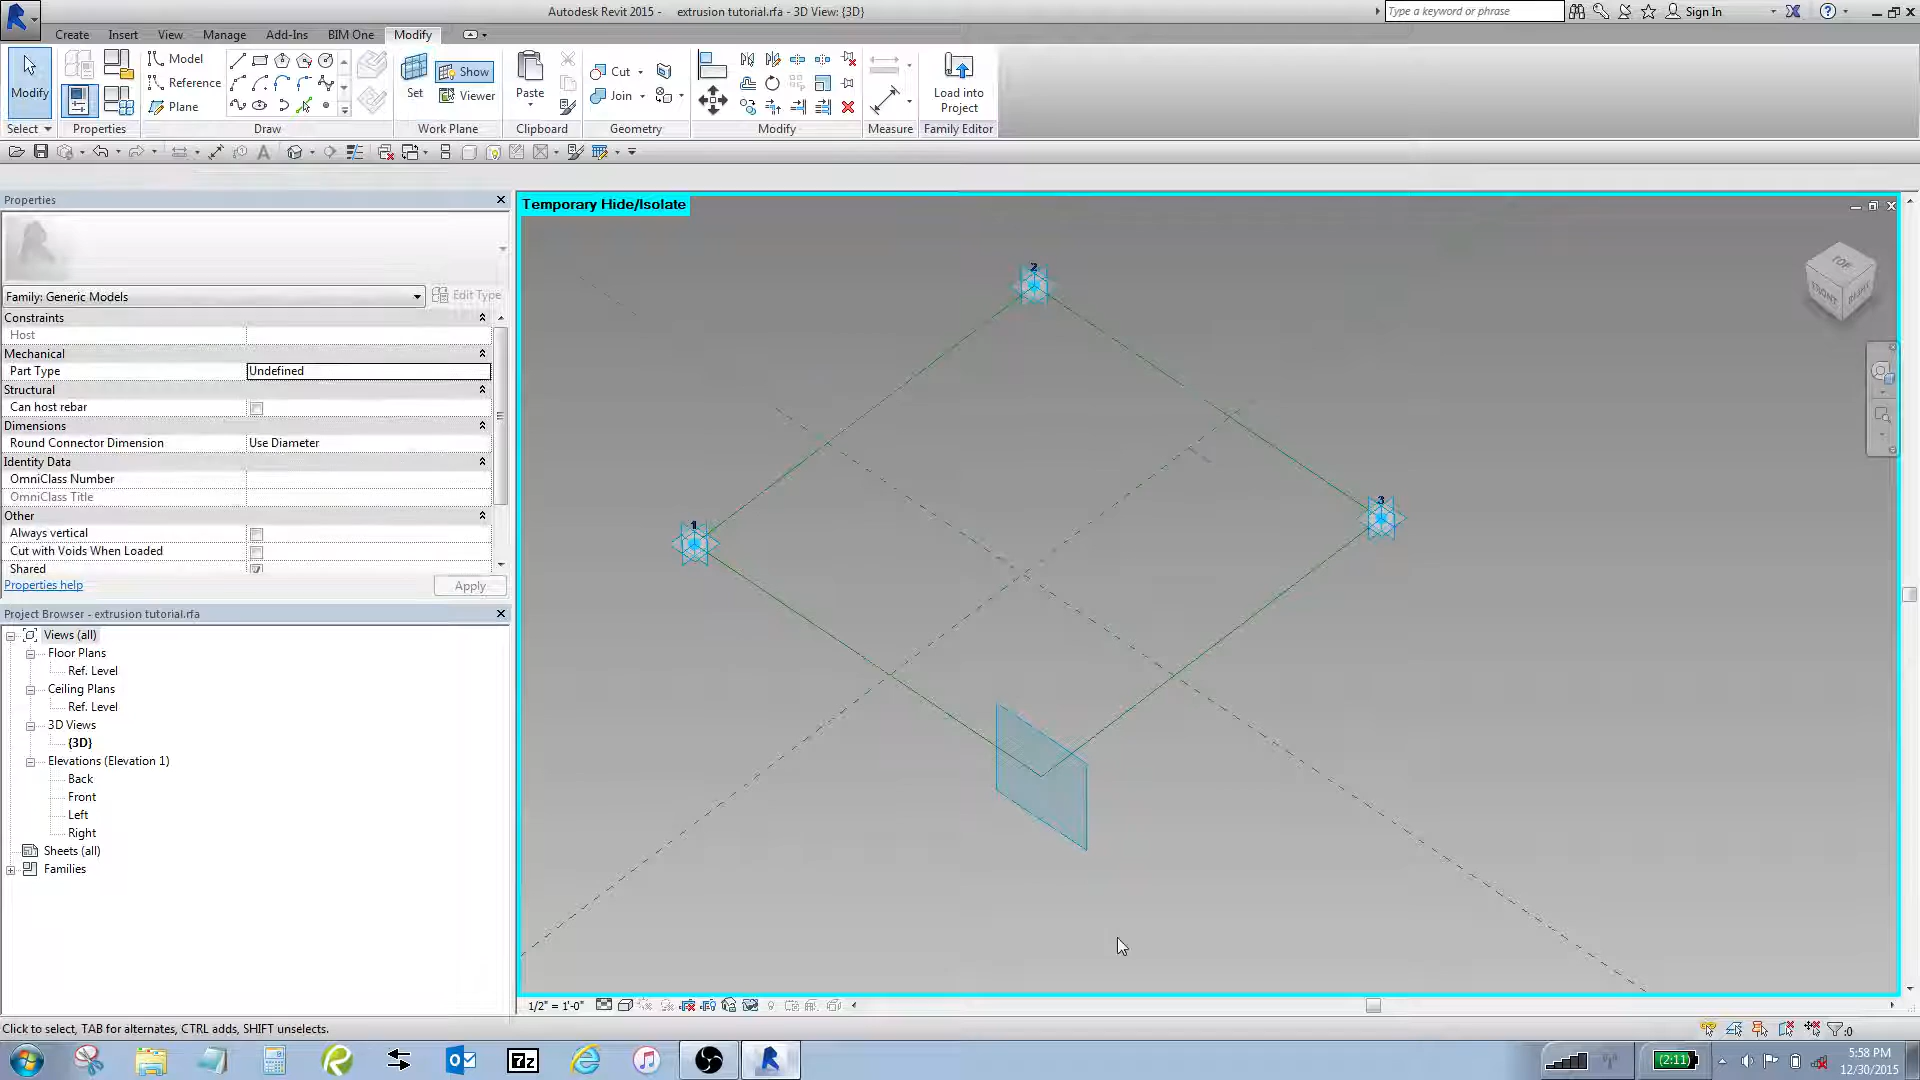 Autodesk Revit 2015 - extrusion tutorial.rfa - 3D View: {3D}
Type a keyword or phrase
Sign In
Create Insert View Manage Add-Ins BIM One Modify
Modify
Select
Properties
Model
Reference
Plane
Draw
Set
Show
Viewer
Work Plane
Paste
Clipboard
Cut
Join
Geometry
Modify
Measure
Load into
Project
Family Editor
Properties
Family: Generic Models
Edit Type
Constraints
Host
Mechanical
Part Type Undefined
Structural
Can host rebar
Dimensions
Round Connector Dimension Use Diameter
Identity Data
OmniClass Number
OmniClass Title
Other
Always vertical
Cut with Voids When Loaded
Shared
Properties help
Apply
Project Browser - extrusion tutorial.rfa
Views (all)
Floor Plans
Ref. Level
Ceiling Plans
Ref. Level
3D Views
{3D}
Elevations (Elevation 1)
Back
Front
Left
Right
Sheets (all)
Families
Temporary Hide/Isolate
2
1
3
TOP
FRONT
RIGHT
1/2" = 1'-0"
Click to select, TAB for alternates, CTRL adds, SHIFT unselects.
:0
7z
(2:11)
5:58 PM
12/30/2015